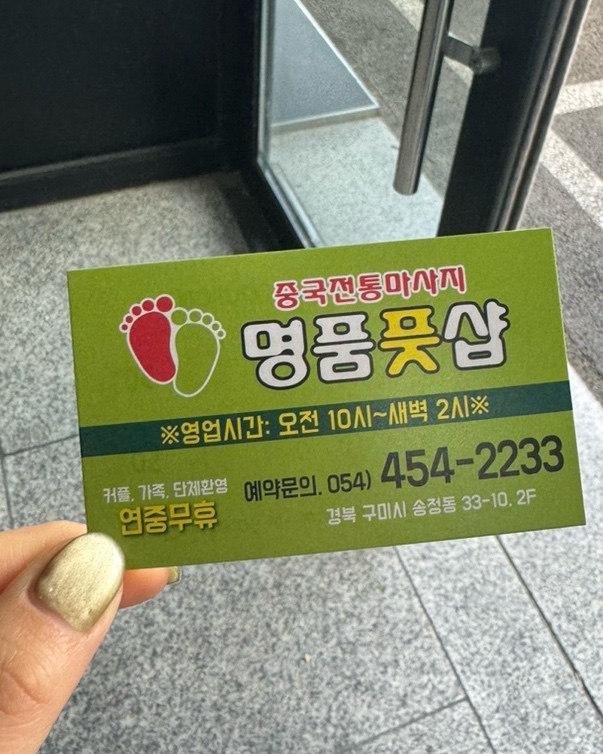 중국전통마사지
명품풋샵
※영업시간: 오전 10시~새벽 2시※
커플, 가족, 단체환영
연중무휴
예약문의. 054) 454-2233
경북 구미시 송정동 33-10, 2F